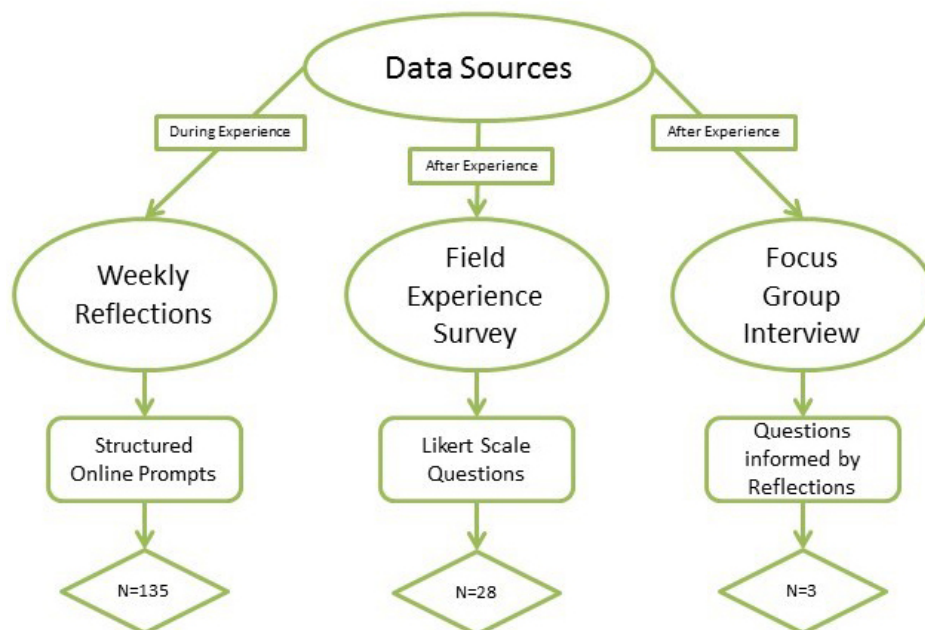 Data Sources
During Experience
After Experience
After Experience
Weekly
Reflections
Field
Experience
Survey
Focus
Group
Interview
Structured
Online Prompts
Likert Scale
Questions
Questions
informed by
Reflections
N=135
N=28
N=3